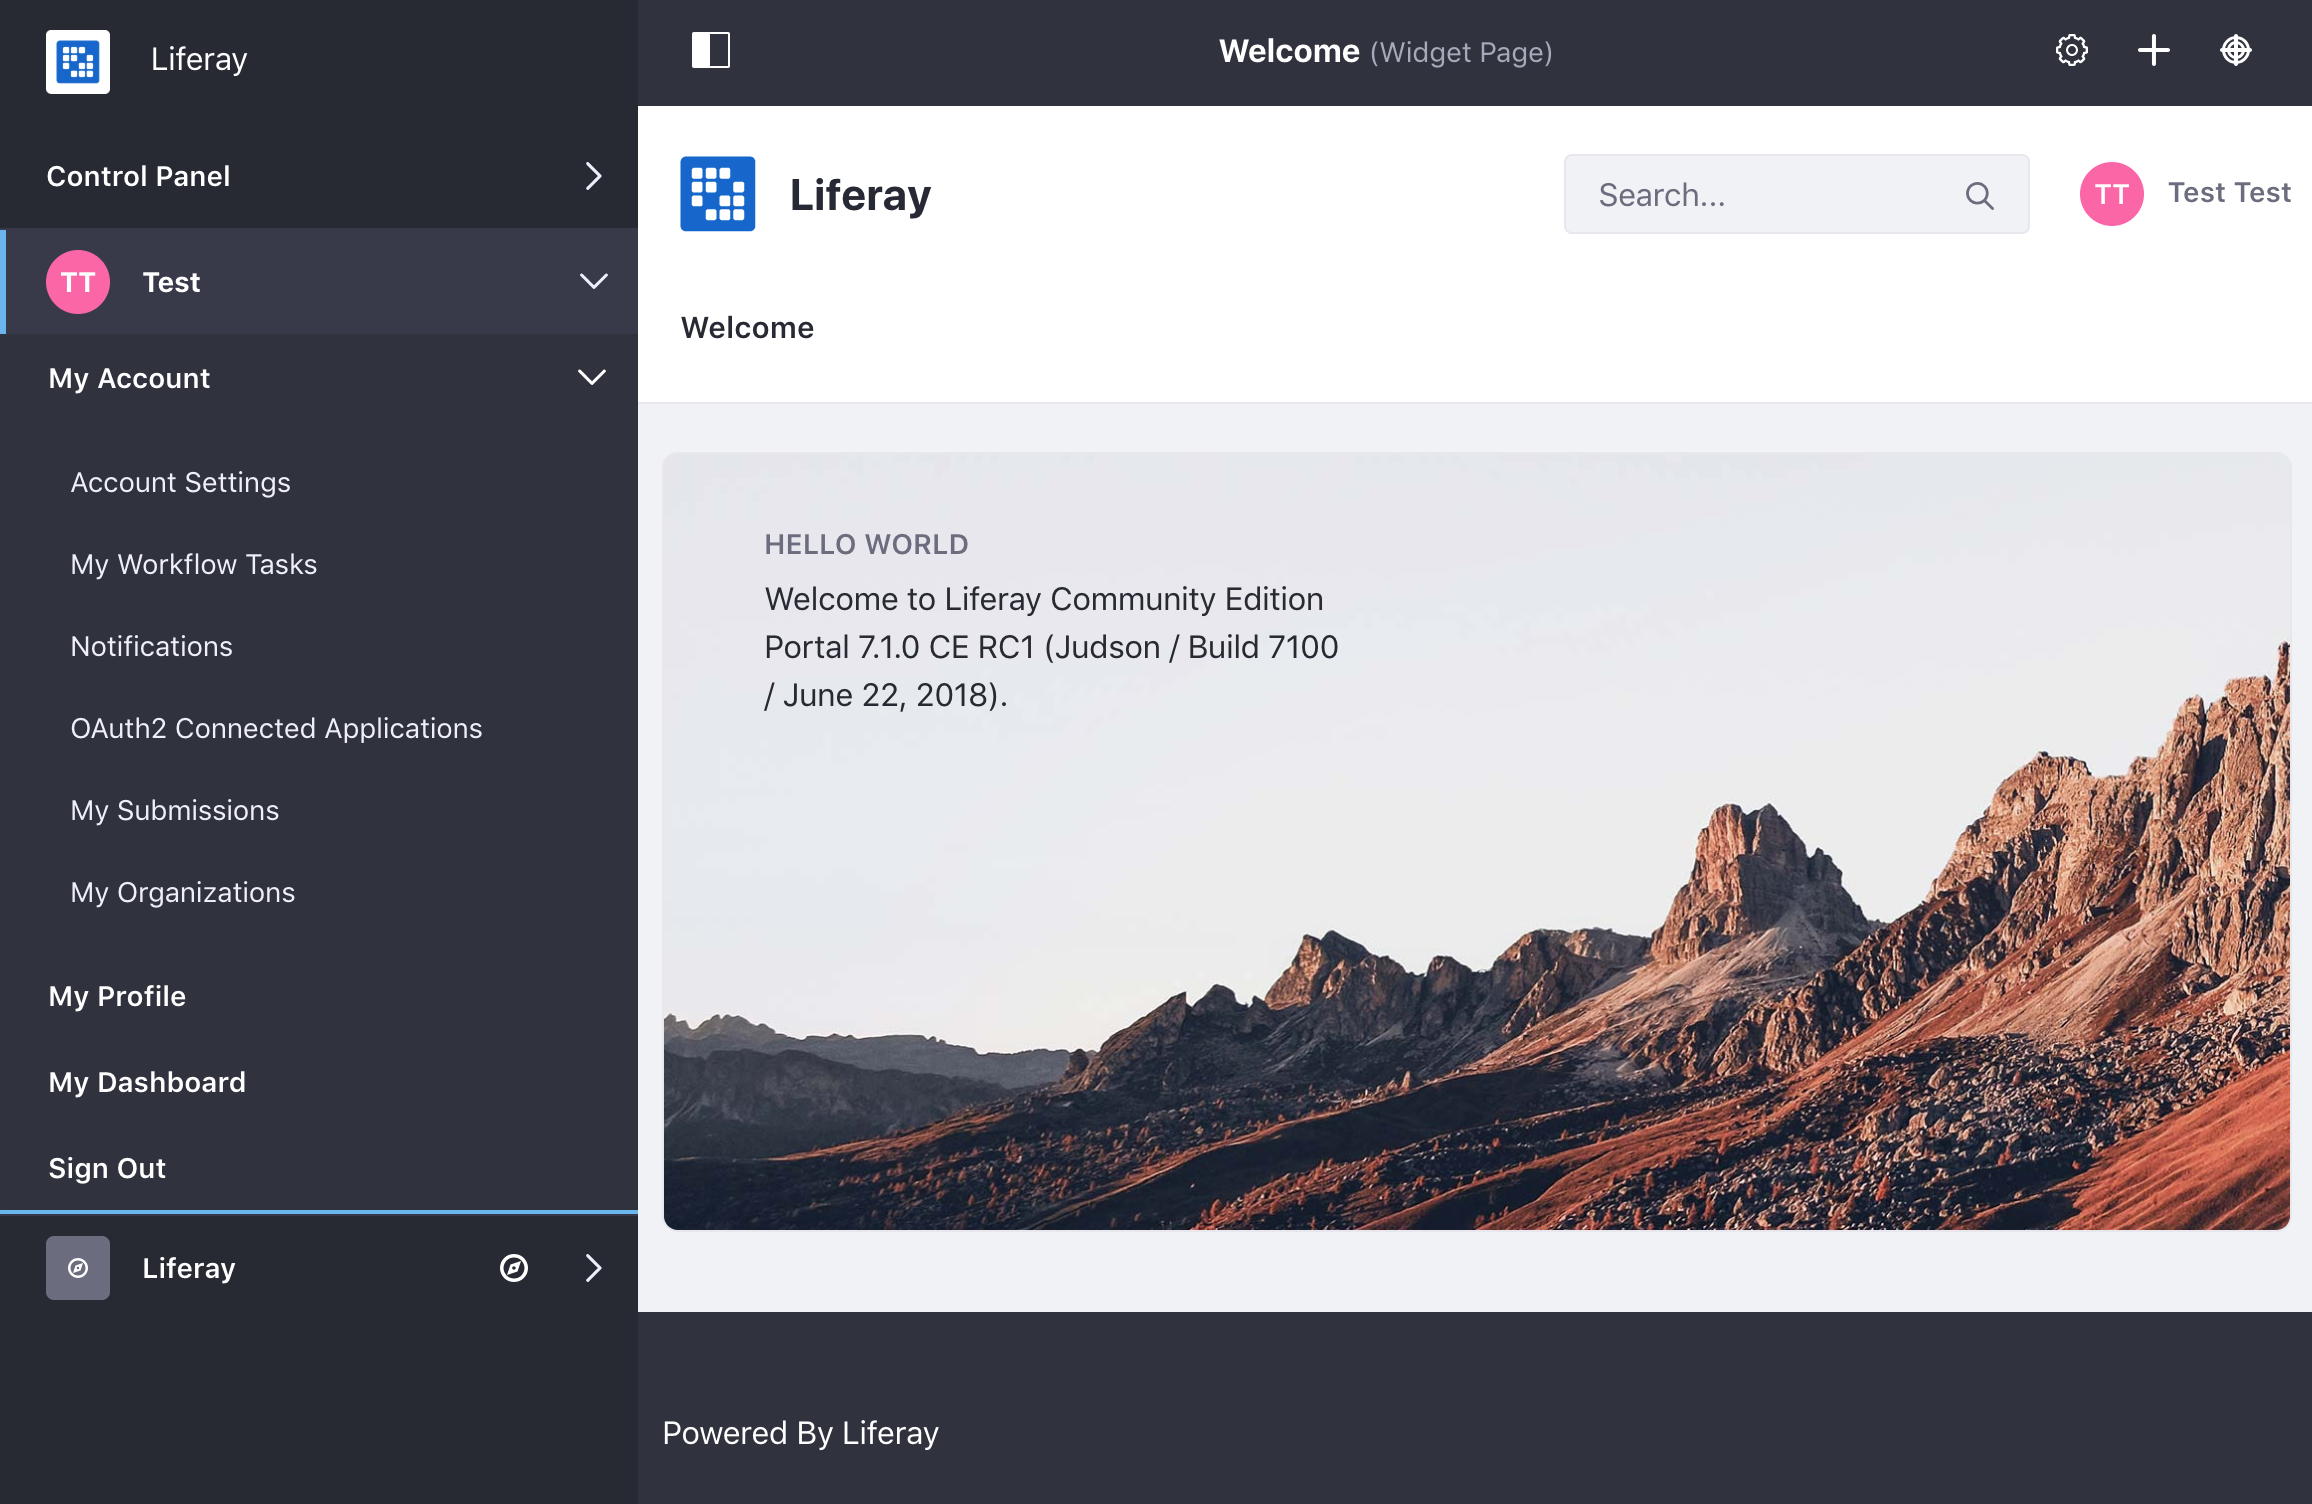 Liferay
Control Panel
TT Test
My Account
Account Settings
My Workflow Tasks
Notifications
OAuth2 Connected Applications
My Submissions
My Organizations
My Profile
My Dashboard
Sign Out
Liferay
Welcome (Widget Page)
Liferay
Search...
TT Test Test
Welcome
HELLO WORLD
Welcome to Liferay Community Edition
Portal 7.1.0 CE RC1 (Judson / Build 7100
/ June 22, 2018).
Powered By Liferay